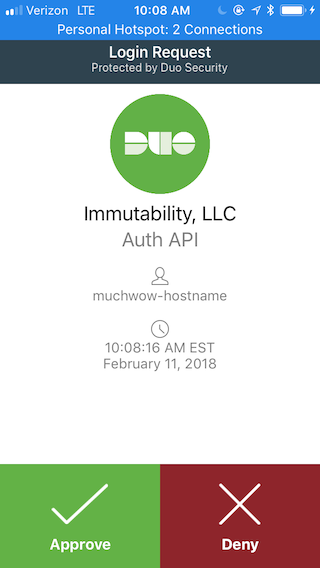 Verizon LTE 10:08 AM
Personal Hotspot: 2 Connections
Login Request
Protected by Duo Security
DUO
Immutability, LLC
Auth API
muchwow-hostname
10:08:16 AM EST
February 11, 2018
Approve
Deny